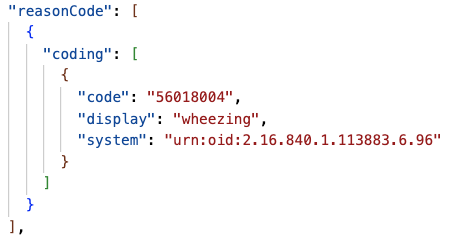 "reasonCode": [
{
"coding": [
{
"code": "56018004",
"display": "wheezing",
"system": "urn:oid:2.16.840.1.113883.6.96"
}
]
}
],